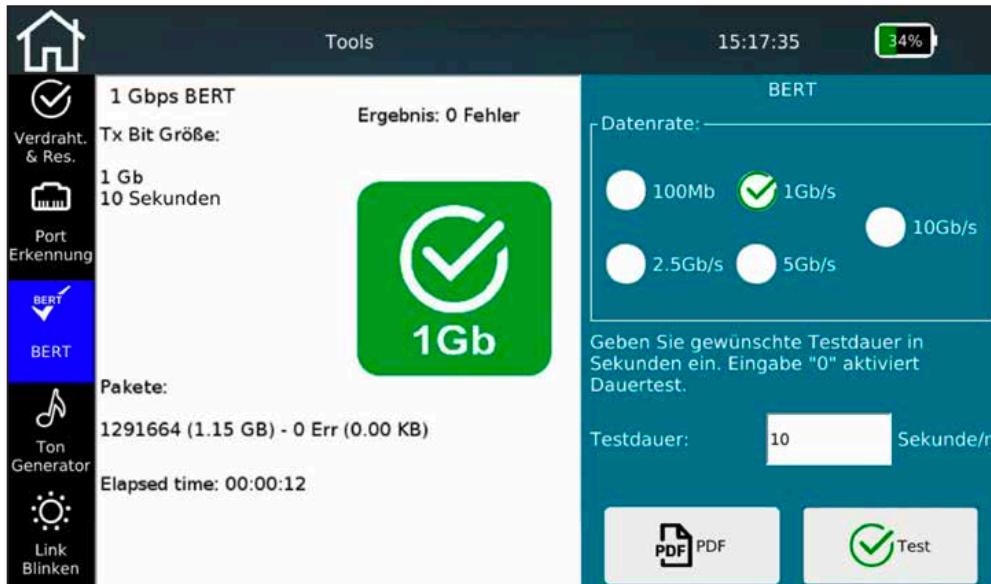 Tools
15:17:35
34%
Verdraht.
& Res.
Port
Erkennung
BERT
BERT
Ton
Generator
Link
Blinken
1 Gbps BERT
Ergebnis: 0 Fehler
Tx Bit Größe:
1 Gb
10 Sekunden
1Gb
Pakete:
1291664 (1.15 GB) - 0 Err (0.00 KB)
Elapsed time: 00:00:12
BERT
Datenrate:
100Mb
1Gb/s
10Gb/s
2.5Gb/s
5Gb/s
Geben Sie gewünschte Testdauer in
Sekunden ein. Eingabe "0" aktiviert
Dauertest.
Testdauer: 10 Sekunde/r
PDF PDF
Test